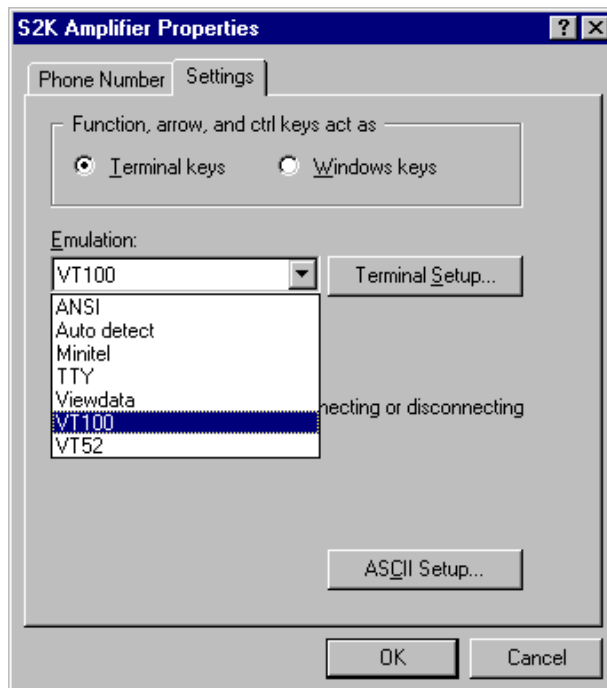 S2K Amplifier Properties
Phone Number
Settings
Function, arrow, and ctrl keys act as
Terminal keys
Windows keys
Emulation:
VT100
Terminal Setup...
ANSI
Auto detect
Minitel
TTY
Viewdata
VT100
VT52
necting or disconnecting
ASCII Setup...
OK
Cancel